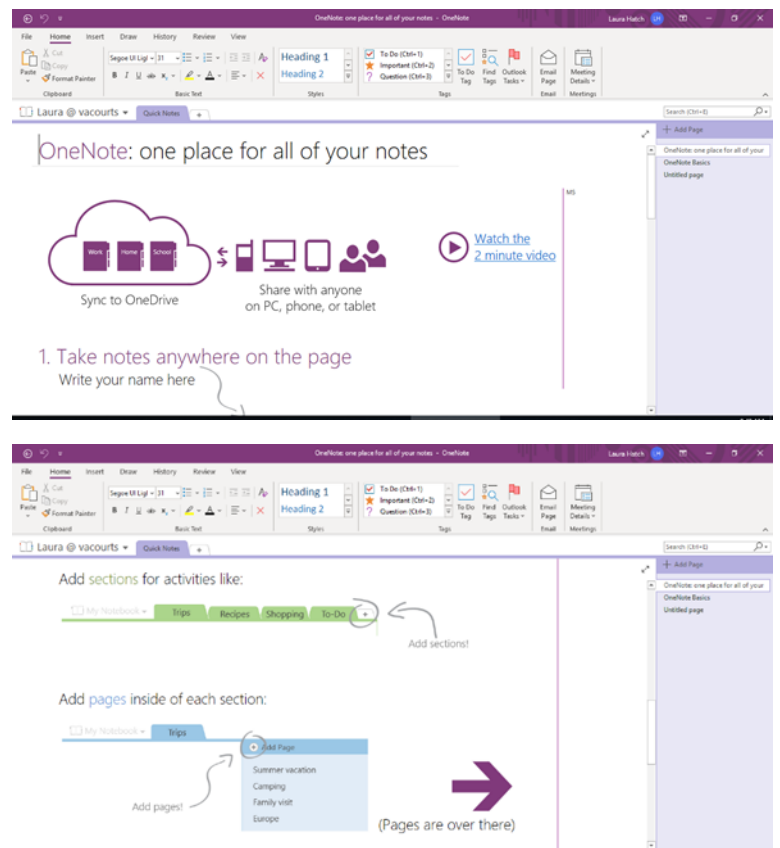 OneNote: one place for all of your notes - OneNote
Laura Hatch LH
File Home Insert Draw History Review View
Paste
Cut
Copy
Format Painter
Clipboard
Segoe UI Ligl 31
B I U ab x
Basic Text
Heading 1
Heading 2
Styles
To Do (Ctrl+1)
Important (Ctrl+2)
Question (Ctrl+3)
To Do Tag
Find Tags
Outlook Tasks
Tags
Email Page
Email
Meeting Details
Meetings
Laura @ vacourts Quick Notes +
Search (Ctrl+E)
+ Add Page
OneNote: one place for all of your
OneNote Basics
Untitled page
OneNote: one place for all of your notes
MS
Work Home School
Sync to OneDrive
Share with anyone
on PC, phone, or tablet
Watch the
2 minute video
1. Take notes anywhere on the page
Write your name here
OneNote: one place for all of your notes - OneNote
Laura Hatch LH
File Home Insert Draw History Review View
Paste
Cut
Copy
Format Painter
Clipboard
Segoe UI Ligl 31
B I U ab x
Basic Text
Heading 1
Heading 2
Styles
To Do (Ctrl+1)
Important (Ctrl+2)
Question (Ctrl+3)
To Do Tag
Find Tags
Outlook Tasks
Tags
Email Page
Email
Meeting Details
Meetings
Laura @ vacourts Quick Notes +
Search (Ctrl+E)
+ Add Page
OneNote: one place for all of your
OneNote Basics
Untitled page
Add sections for activities like:
My Notebook Trips Recipes Shopping To-Do +
Add sections!
Add pages inside of each section:
My Notebook Trips
+ Add Page
Summer vacation
Camping
Family visit
Europe
Add pages!
(Pages are over there)